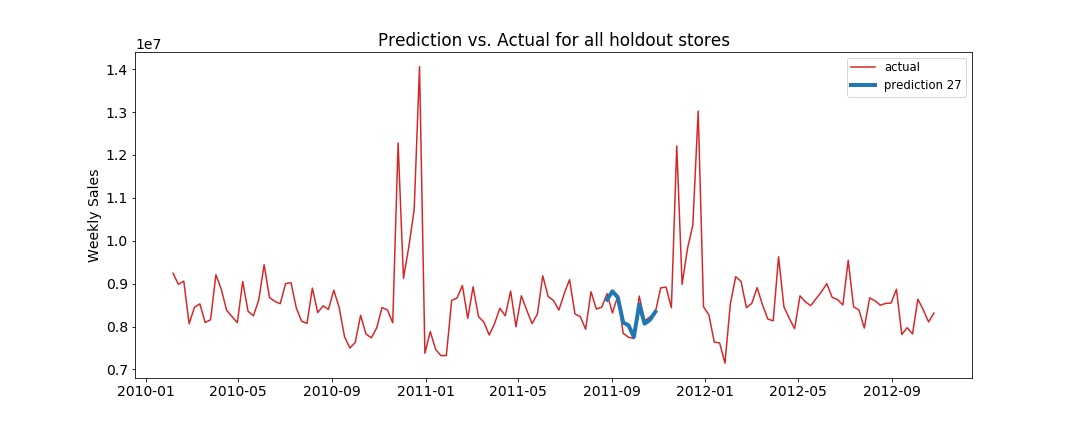 Prediction vs. Actual for all holdout stores
1e7
actual
prediction 27
1.4
1.3
1.2
1.1
1.0
0.9
0.8
0.7
Weekly Sales
2010-01 2010-05 2010-09 2011-01 2011-05 2011-09 2012-01 2012-05 2012-09